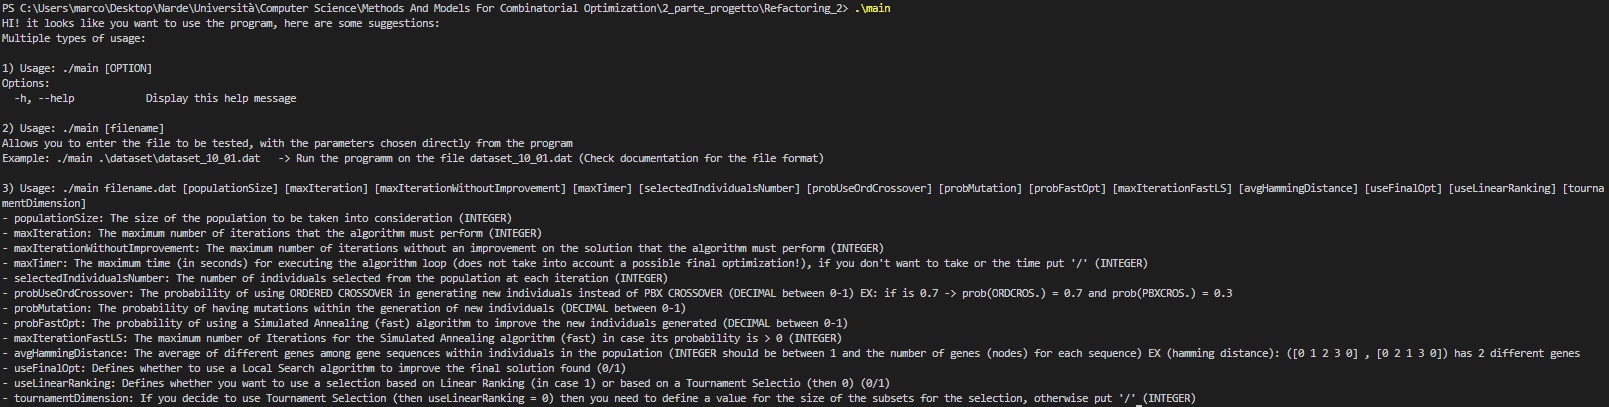 PS C:\Users\marco\Desktop\Narde\Università\Computer Science\Methods And Models For Combinatorial Optimization\2_parte_progetto\Refactoring_2> .\main
HI! it looks like you want to use the program, here are some suggestions:
Multiple types of usage:
1) Usage: ./main [OPTION]
Options:
-h, --help Display this help message
2) Usage: ./main [filename]
Allows you to enter the file to be tested, with the parameters chosen directly from the program
Example: ./main .\dataset\dataset_10_01.dat -> Run the programm on the file dataset_10_01.dat (Check documentation for the file format)
3) Usage: ./main filename.dat [populationSize] [maxIteration] [maxIterationWithoutImprovement] [maxTimer] [selectedIndividualsNumber] [probUseOrdCrossover] [probMutation] [probFastOpt] [maxIterationFastLS] [avgHammingDistance] [useFinalOpt] [useLinearRanking] [tourna
mentDimension]
- populationSize: The size of the population to be taken into consideration (INTEGER)
- maxIteration: The maximum number of iterations that the algorithm must perform (INTEGER)
- maxIterationWithoutImprovement: The maximum number of iterations without an improvement on the solution that the algorithm must perform (INTEGER)
- maxTimer: The maximum time (in seconds) for executing the algorithm loop (does not take into account a possible final optimization!), if you don't want to take or the time put '/' (INTEGER)
- selectedIndividualsNumber: The number of individuals selected from the population at each iteration (INTEGER)
- probUseOrdCrossover: The probability of using ORDERED CROSSOVER in generating new individuals instead of PBX CROSSOVER (DECIMAL between 0-1) EX: if is 0.7 -> prob(ORDCROS.) = 0.7 and prob(PBXCROS.) = 0.3
- probMutation: The probability of having mutations within the generation of new individuals (DECIMAL between 0-1)
- probFastOpt: The probability of using a Simulated Annealing (fast) algorithm to improve the new individuals generated (DECIMAL between 0-1)
- maxIterationFastLS: The maximum number of Iterations for the Simulated Annealing algorithm (fast) in case its probability is > 0 (INTEGER)
- avgHammingDistance: The average of different genes among gene sequences within individuals in the population (INTEGER should be between 1 and the number of genes (nodes) for each sequence) EX (hamming distance): ([0 1 2 3 0] , [0 2 1 3 0]) has 2 different genes
- useFinalOpt: Defines whether to use a Local Search algorithm to improve the final solution found (0/1)
- useLinearRanking: Defines whether you want to use a selection based on Linear Ranking (in case 1) or based on a Tournament Selectio (then 0) (0/1)
- tournamentDimension: If you decide to use Tournament Selection (then useLinearRanking = 0) then you need to define a value for the size of the subsets for the selection, otherwise put '/' (INTEGER)